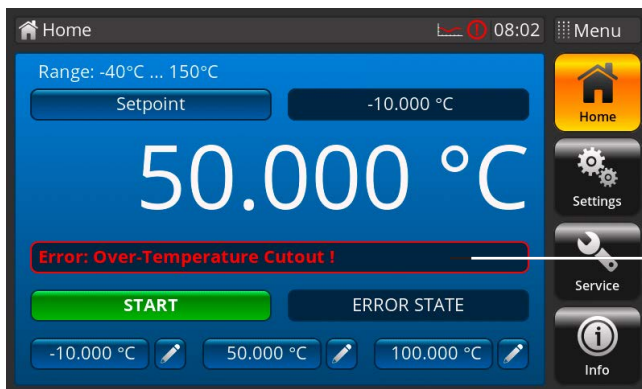 Home 08:02 Menu
Range: -40°C ... 150°C
Setpoint -10.000 °C
Home
50.000 °C
Settings
Error: Over-Temperature Cutout !
Service
START ERROR STATE
-10.000 °C 50.000 °C 100.000 °C
Info